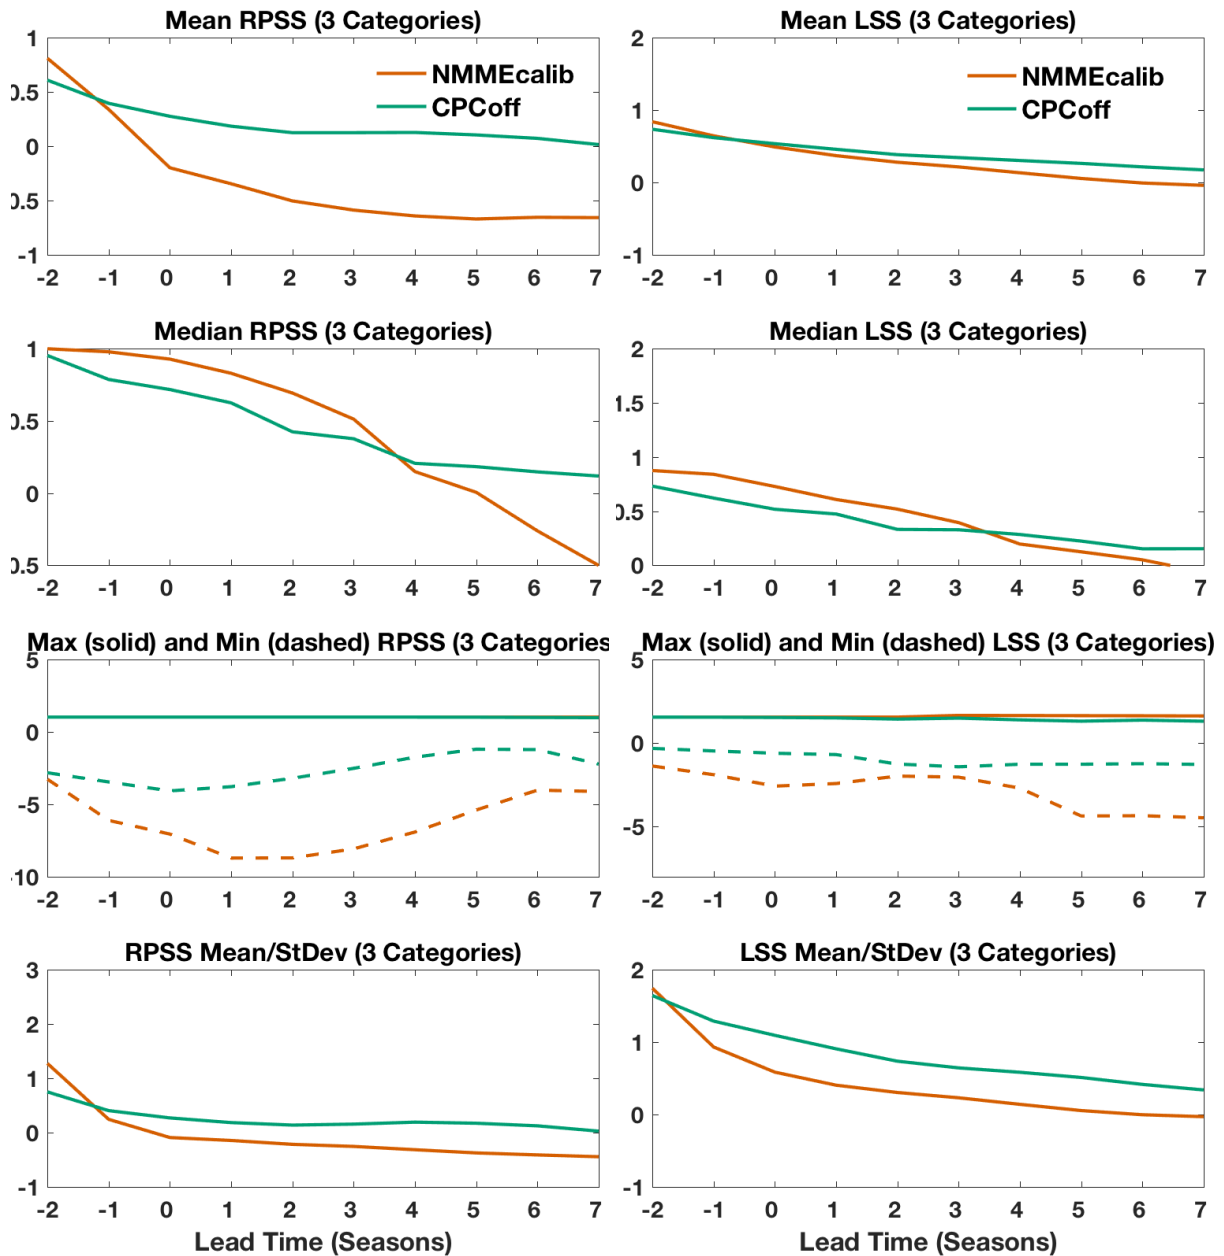 Mean RPSS (3 Categories)
1
0.5
0
0.5
-1
NMMEcalib
CPCoff
-2 -1 0 1 2 3 4 5 6 7
Mean LSS (3 Categories)
2
1
0
-1
NMMEcalib
CPCoff
-2 -1 0 1 2 3 4 5 6 7
Median RPSS (3 Categories)
1
0.5
0
0.5
-2 -1 0 1 2 3 4 5 6 7
Median LSS (3 Categories)
2
1.5
1
0.5
0
-2 -1 0 1 2 3 4 5 6 7
Max (solid) and Min (dashed) RPSS (3 Categories
5
0
-5
-10
-2 -1 0 1 2 3 4 5 6 7
Max (solid) and Min (dashed) LSS (3 Categories)
5
0
-5
-2 -1 0 1 2 3 4 5 6 7
RPSS Mean/StDev (3 Categories)
3
2
1
0
-1
-2 -1 0 1 2 3 4 5 6 7
Lead Time (Seasons)
LSS Mean/StDev (3 Categories)
2
1
0
-1
-2 -1 0 1 2 3 4 5 6 7
Lead Time (Seasons)